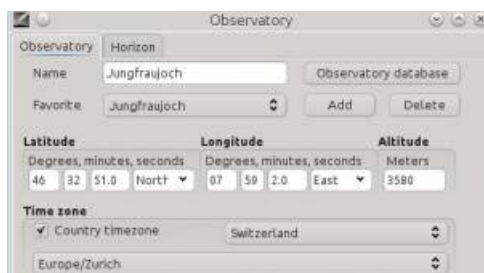 Observatory
Observatory Horizon
Name Jungfraujoch Observatory database
Favorite Jungfraujoch Add Delete
Latitude Longitude Altitude
Degrees, minutes, seconds Degrees, minutes, seconds Meters
46 32 51.0 North 07 59 2.0 East 3580
Time zone
Country timezone Switzerland
Europe/Zurich